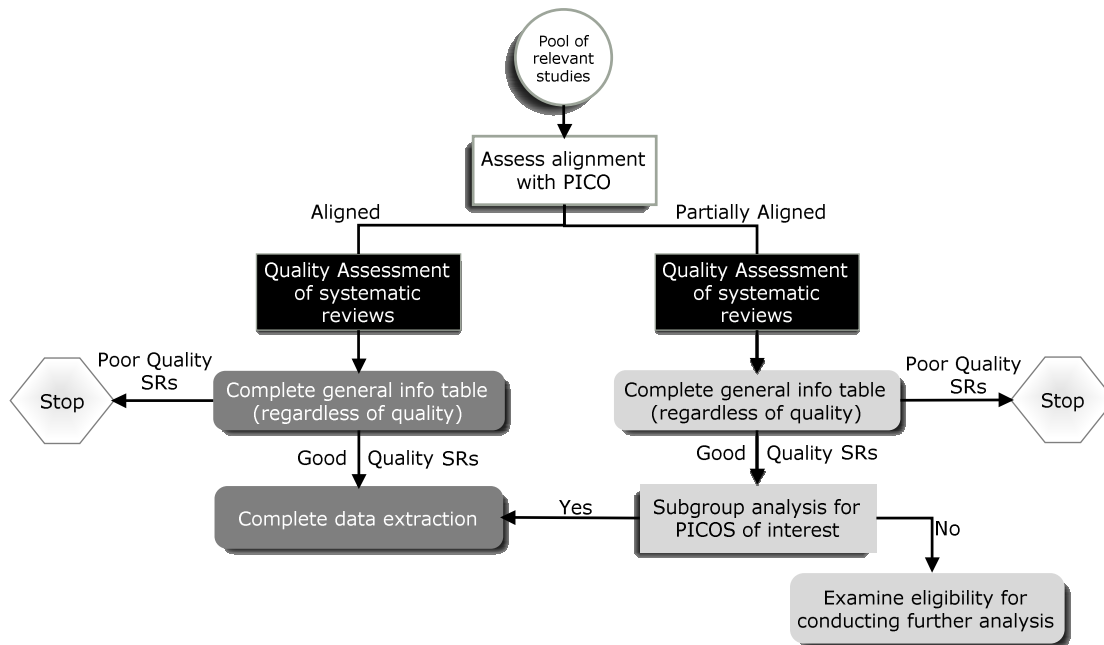 Pool of
relevant
studies
Assess alignment
with PICO
Aligned
Partially Aligned
Quality Assessment
of systematic
reviews
Quality Assessment
of systematic
reviews
Poor Quality
SRs
Stop
Complete general info table
(regardless of quality)
Complete general info table
(regardless of quality)
Poor Quality
SRs
Stop
Good Quality SRs
Good Quality SRs
Complete data extraction
Yes
Subgroup analysis for
PICOS of interest
No
Examine eligibility for
conducting further analysis